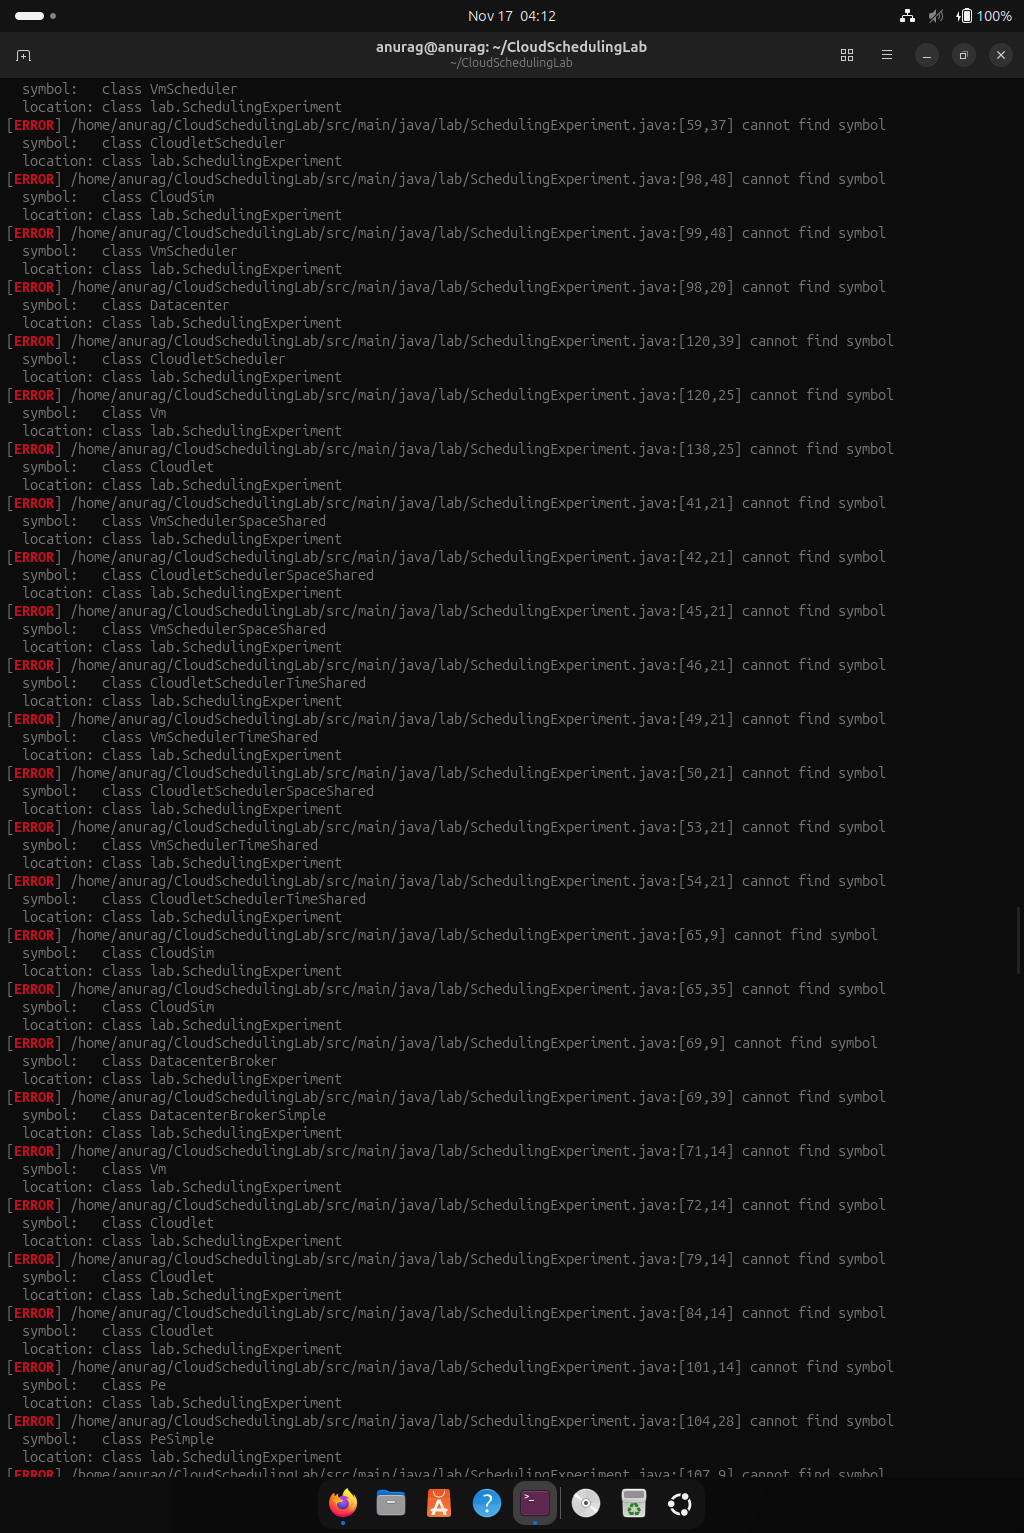 Nov 17 04:12
100%
anurag@anurag: ~/CloudSchedulingLab
~/CloudSchedulingLab
symbol:   class VmScheduler
location: class lab.SchedulingExperiment
[ERROR] /home/anurag/CloudSchedulingLab/src/main/java/lab/SchedulingExperiment.java:[59,37] cannot find symbol
symbol:   class CloudletScheduler
location: class lab.SchedulingExperiment
[ERROR] /home/anurag/CloudSchedulingLab/src/main/java/lab/SchedulingExperiment.java:[98,48] cannot find symbol
symbol:   class CloudSim
location: class lab.SchedulingExperiment
[ERROR] /home/anurag/CloudSchedulingLab/src/main/java/lab/SchedulingExperiment.java:[99,48] cannot find symbol
symbol:   class VmScheduler
location: class lab.SchedulingExperiment
[ERROR] /home/anurag/CloudSchedulingLab/src/main/java/lab/SchedulingExperiment.java:[98,20] cannot find symbol
symbol:   class Datacenter
location: class lab.SchedulingExperiment
[ERROR] /home/anurag/CloudSchedulingLab/src/main/java/lab/SchedulingExperiment.java:[120,39] cannot find symbol
symbol:   class CloudletScheduler
location: class lab.SchedulingExperiment
[ERROR] /home/anurag/CloudSchedulingLab/src/main/java/lab/SchedulingExperiment.java:[120,25] cannot find symbol
symbol:   class Vm
location: class lab.SchedulingExperiment
[ERROR] /home/anurag/CloudSchedulingLab/src/main/java/lab/SchedulingExperiment.java:[138,25] cannot find symbol
symbol:   class Cloudlet
location: class lab.SchedulingExperiment
[ERROR] /home/anurag/CloudSchedulingLab/src/main/java/lab/SchedulingExperiment.java:[41,21] cannot find symbol
symbol:   class VmSchedulerSpaceShared
location: class lab.SchedulingExperiment
[ERROR] /home/anurag/CloudSchedulingLab/src/main/java/lab/SchedulingExperiment.java:[42,21] cannot find symbol
symbol:   class CloudletSchedulerSpaceShared
location: class lab.SchedulingExperiment
[ERROR] /home/anurag/CloudSchedulingLab/src/main/java/lab/SchedulingExperiment.java:[45,21] cannot find symbol
symbol:   class VmSchedulerSpaceShared
location: class lab.SchedulingExperiment
[ERROR] /home/anurag/CloudSchedulingLab/src/main/java/lab/SchedulingExperiment.java:[46,21] cannot find symbol
symbol:   class CloudletSchedulerTimeShared
location: class lab.SchedulingExperiment
[ERROR] /home/anurag/CloudSchedulingLab/src/main/java/lab/SchedulingExperiment.java:[49,21] cannot find symbol
symbol:   class VmSchedulerTimeShared
location: class lab.SchedulingExperiment
[ERROR] /home/anurag/CloudSchedulingLab/src/main/java/lab/SchedulingExperiment.java:[50,21] cannot find symbol
symbol:   class CloudletSchedulerSpaceShared
location: class lab.SchedulingExperiment
[ERROR] /home/anurag/CloudSchedulingLab/src/main/java/lab/SchedulingExperiment.java:[53,21] cannot find symbol
symbol:   class VmSchedulerTimeShared
location: class lab.SchedulingExperiment
[ERROR] /home/anurag/CloudSchedulingLab/src/main/java/lab/SchedulingExperiment.java:[54,21] cannot find symbol
symbol:   class CloudletSchedulerTimeShared
location: class lab.SchedulingExperiment
[ERROR] /home/anurag/CloudSchedulingLab/src/main/java/lab/SchedulingExperiment.java:[65,9] cannot find symbol
symbol:   class CloudSim
location: class lab.SchedulingExperiment
[ERROR] /home/anurag/CloudSchedulingLab/src/main/java/lab/SchedulingExperiment.java:[65,35] cannot find symbol
symbol:   class CloudSim
location: class lab.SchedulingExperiment
[ERROR] /home/anurag/CloudSchedulingLab/src/main/java/lab/SchedulingExperiment.java:[69,9] cannot find symbol
symbol:   class DatacenterBroker
location: class lab.SchedulingExperiment
[ERROR] /home/anurag/CloudSchedulingLab/src/main/java/lab/SchedulingExperiment.java:[69,39] cannot find symbol
symbol:   class DatacenterBrokerSimple
location: class lab.SchedulingExperiment
[ERROR] /home/anurag/CloudSchedulingLab/src/main/java/lab/SchedulingExperiment.java:[71,14] cannot find symbol
symbol:   class Vm
location: class lab.SchedulingExperiment
[ERROR] /home/anurag/CloudSchedulingLab/src/main/java/lab/SchedulingExperiment.java:[72,14] cannot find symbol
symbol:   class Cloudlet
location: class lab.SchedulingExperiment
[ERROR] /home/anurag/CloudSchedulingLab/src/main/java/lab/SchedulingExperiment.java:[79,14] cannot find symbol
symbol:   class Cloudlet
location: class lab.SchedulingExperiment
[ERROR] /home/anurag/CloudSchedulingLab/src/main/java/lab/SchedulingExperiment.java:[84,14] cannot find symbol
symbol:   class Cloudlet
location: class lab.SchedulingExperiment
[ERROR] /home/anurag/CloudSchedulingLab/src/main/java/lab/SchedulingExperiment.java:[101,14] cannot find symbol
symbol:   class Pe
location: class lab.SchedulingExperiment
[ERROR] /home/anurag/CloudSchedulingLab/src/main/java/lab/SchedulingExperiment.java:[104,28] cannot find symbol
symbol:   class PeSimple
location: class lab.SchedulingExperiment
[ERROR] /home/anurag/CloudSchedulingLab/src/main/java/lab/SchedulingExperiment.java:[107,9] cannot find symbol